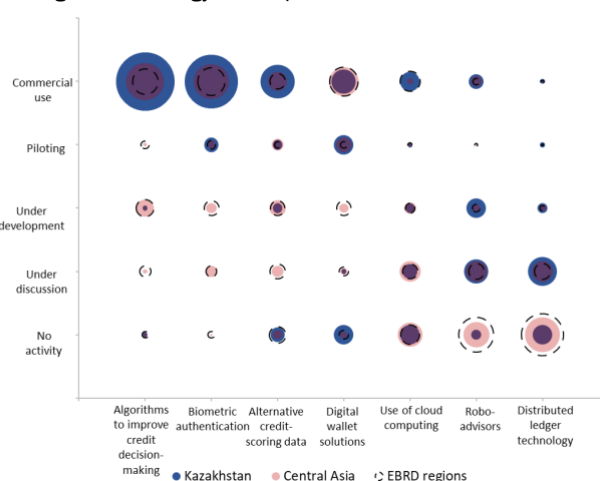 Commercial
use
Piloting
Under
development
Under
discussion
No
activity
Algorithms
to improve
credit
decision-
making
Biometric
authentication
Alternative
credit-
scoring data
Digital
wallet
solutions
Use of cloud
computing
Robo-
advisors
Distributed
ledger
technology
Kazakhstan Central Asia EBRD regions